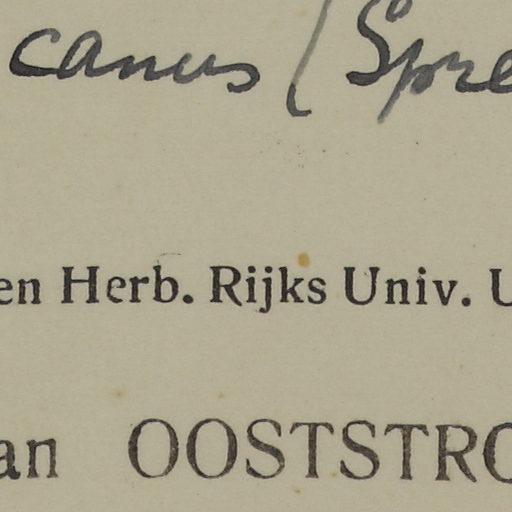 canus (Spre
en Herb. Rijks Univ. U
an OOSTSTRO